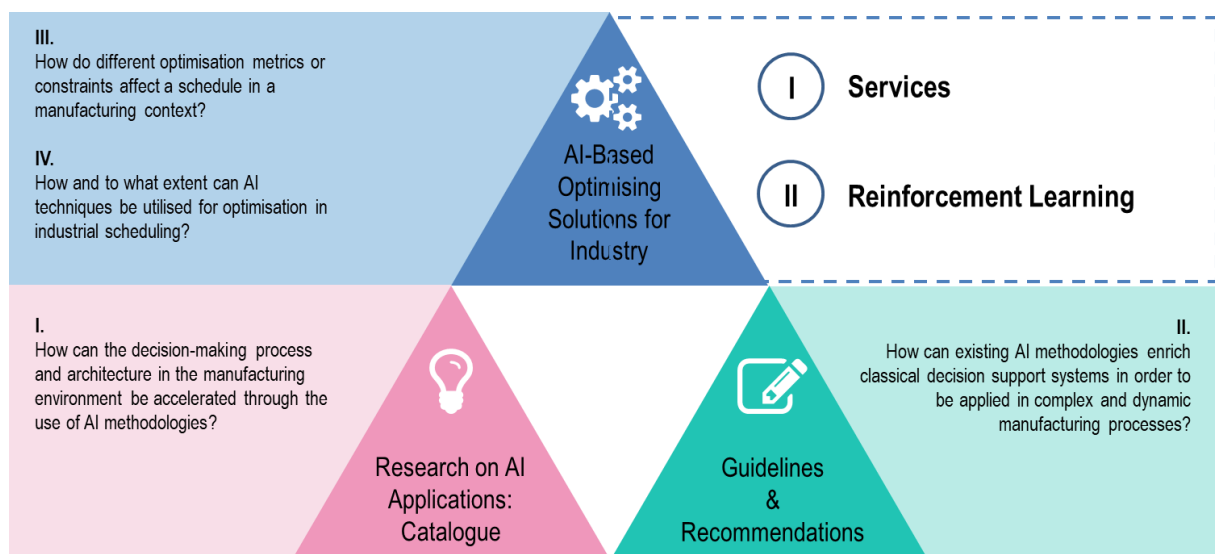 III.
How do different optimisation metrics or
constraints affect a schedule in a
manufacturing context?
IV.
How and to what extent can AI
techniques be utilised for optimisation in
industrial scheduling?
AI-Based
Optimising
Solutions for
Industry
I Services
II Reinforcement Learning
I.
How can the decision-making process
and architecture in the manufacturing
environment be accelerated through the
use of AI methodologies?
Research on AI
Applications:
Catalogue
Guidelines
&
Recommendations
II.
How can existing AI methodologies enrich
classical decision support systems in order to
be applied in complex and dynamic
manufacturing processes?